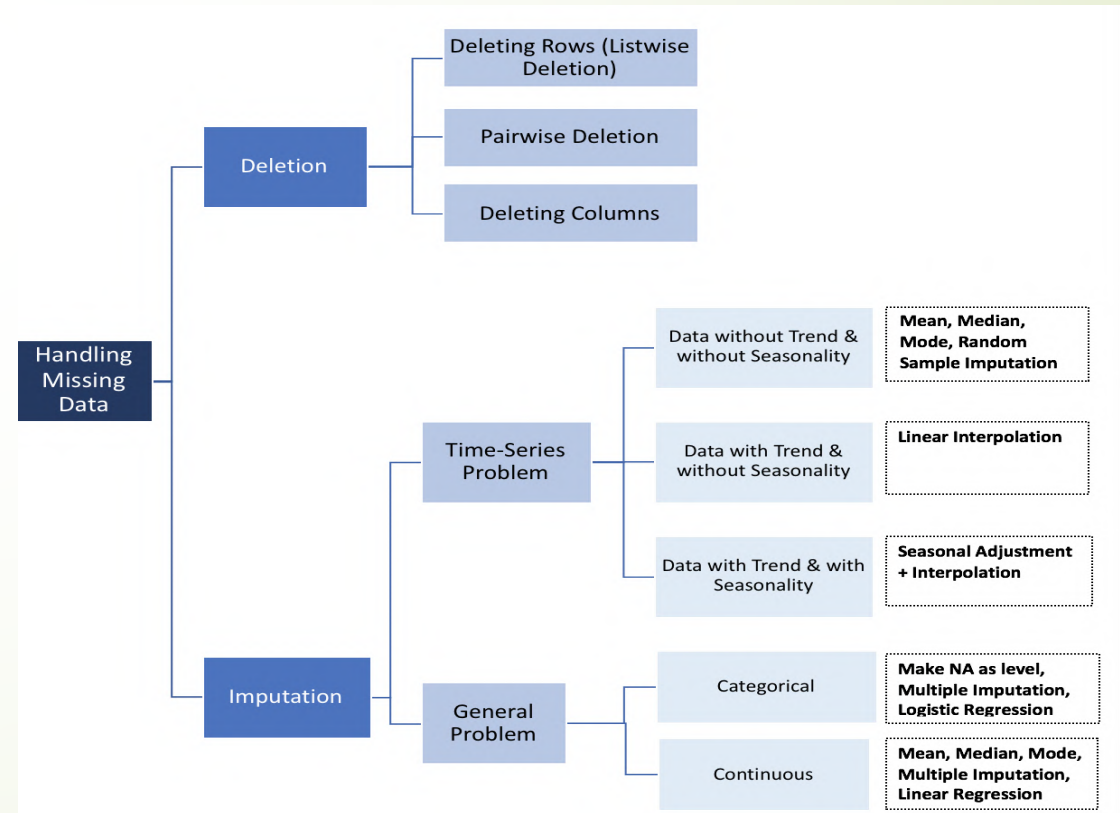 Deleting Rows (Listwise
Deletion)
Pairwise Deletion
Deletion
Deleting Columns
Handling
Missing
Data
Data without Trend &
without Seasonality
Mean, Median,
Mode, Random
Sample Imputation
Time-Series
Problem
Data with Trend &
without Seasonality
Linear Interpolation
Data with Trend & with
Seasonality
Seasonal Adjustment
+ Interpolation
Imputation
General
Problem
Categorical
Make NA as level,
Multiple Imputation,
Logistic Regression
Continuous
Mean, Median, Mode,
Multiple Imputation,
Linear Regression